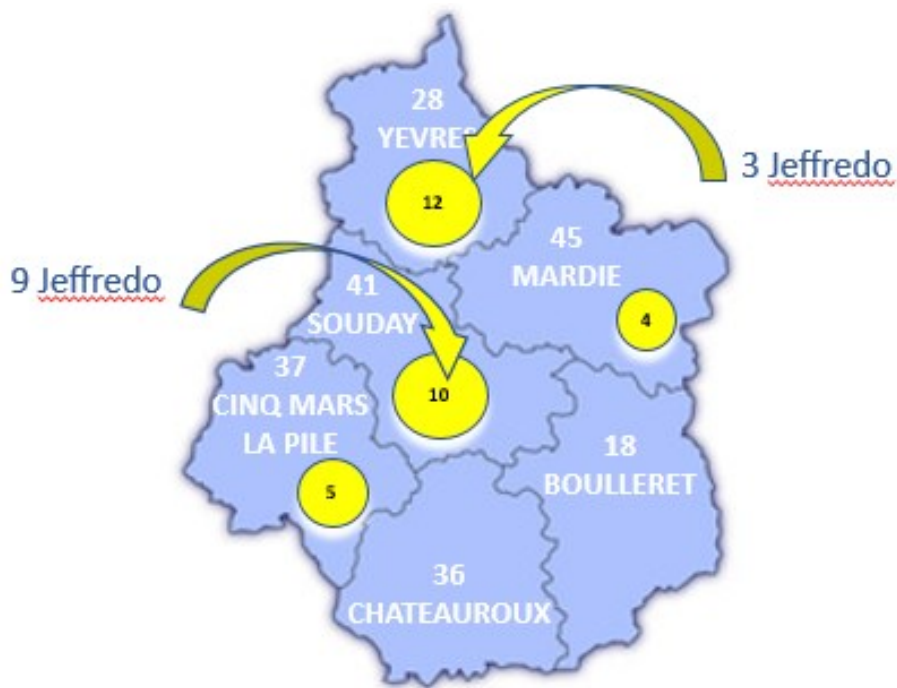 28
YEVRES
12
3 Jeffredo
45
MARDIE
4
9 Jeffredo
41
SOUDAY
10
37
CINQ MARS
LA PILE
5
18
BOULLERET
36
CHATEAUROUX